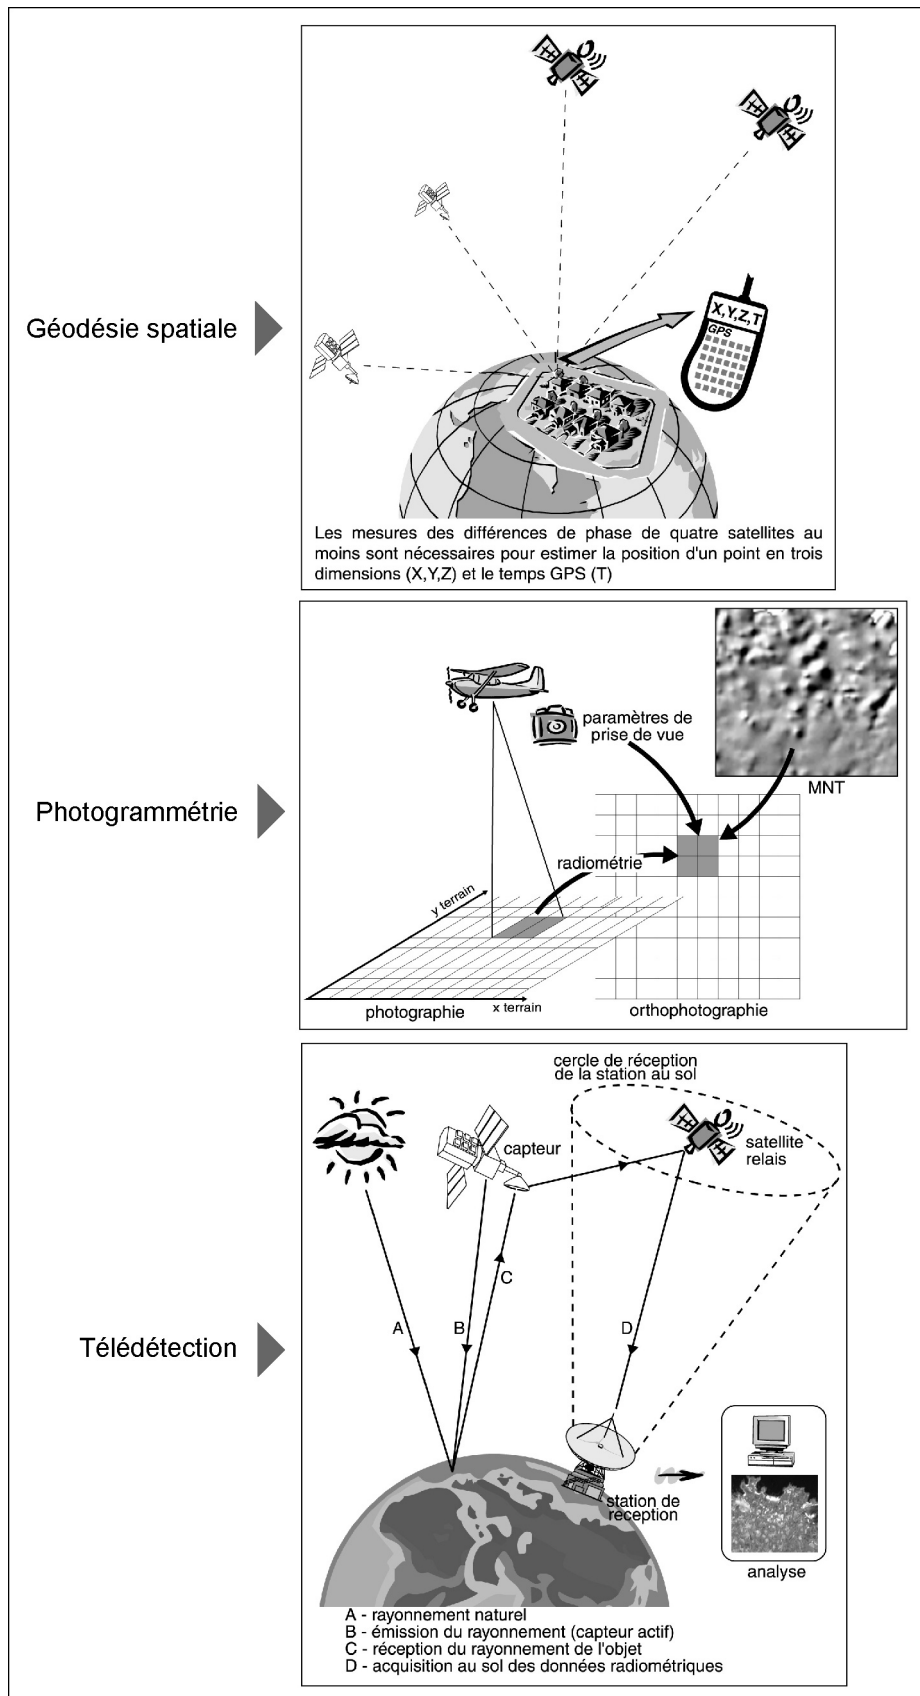 Géodésie spatiale
X,Y,Z,T
GPS
Les mesures des différences de phase de quatre satellites au
moins sont nécessaires pour estimer la position d'un point en trois
dimensions (X,Y,Z) et le temps GPS (T)
Photogrammétrie
paramètres de
prise de vue
MNT
radiométrie
y terrain
x terrain
photographie
orthophotographie
Télédétection
cercle de réception
de la station au sol
capteur
satellite
relais
A
B
C
D
station de
réception
analyse
A - rayonnement naturel
B - émission du rayonnement (capteur actif)
C - réception du rayonnement de l'objet
D - acquisition au sol des données radiométriques